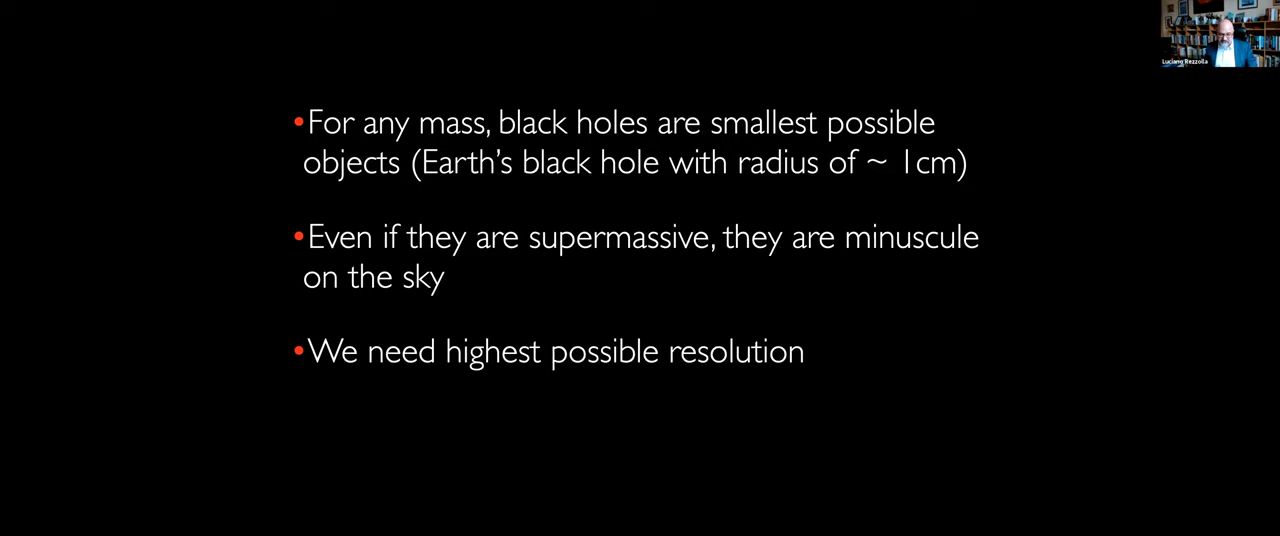 Luciano Rezzolla
•For any mass, black holes are smallest possible
objects (Earth's black hole with radius of ~ 1cm)
•Even if they are supermassive, they are minuscule
on the sky
•We need highest possible resolution